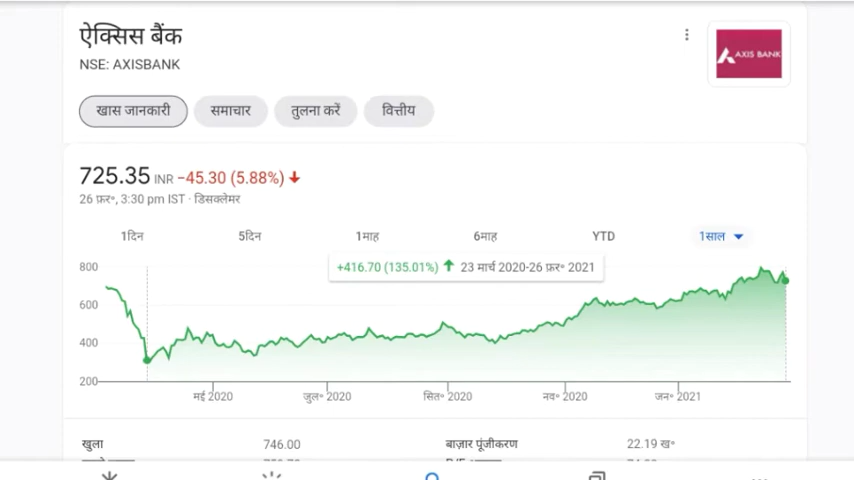 ऐक्सिस बैंक
NSE: AXISBANK
AXIS BANK
खास जानकारी समाचार तुलना करें वित्तीय
725.35 INR −45.30 (5.88%)
26 फ़र॰, 3:30 pm IST · डिसक्लेमर
1दिन 5दिन 1माह 6माह YTD 1साल
+416.70 (135.01%) 23 मार्च 2020-26 फ़र॰ 2021
800
600
400
200
मई 2020 जुल॰ 2020 सित॰ 2020 नव॰ 2020 जन॰ 2021
खुला 746.00 बाज़ार पूंजीकरण 22.19 ख॰